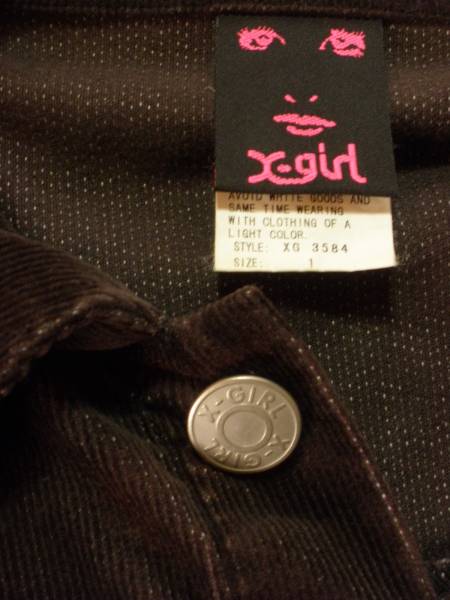 x-girl
AVOID WHITE GOODS AND
SAME TIME WEARING
WITH CLOTHING OF A
LIGHT COLOR.
STYLE: XG 3584
SIZE: 1
X-GIRL X-GIRL